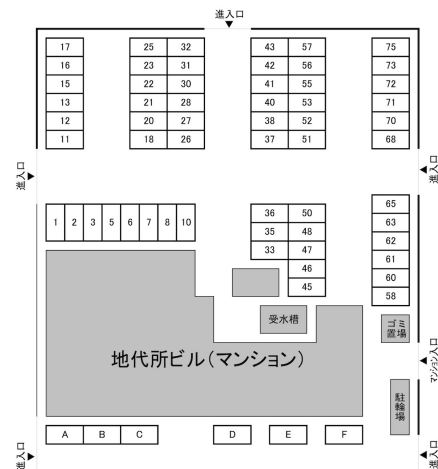 進入口
17 25 32 43 57 75
16 23 31 42 56 73
15 22 30 41 55 72
13 21 28 40 53 71
12 20 27 38 52 70
11 18 26 37 51 68
進入口 進入口
1 2 3 5 6 7 8 10
36 50
35 48
33 47
46
45
65
63
62
61
60
58
受水槽
ゴミ
置場
マンション入口
地代所ビル(マンション)
駐輪場
A B C D E F
進入口 進入口